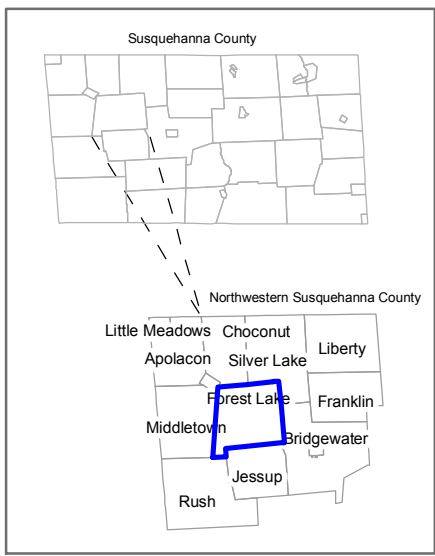 Susquehanna County
Northwestern Susquehanna County
Little Meadows
Choconut
Apolacon
Silver Lake
Liberty
Forest Lake
Franklin
Middletown
Bridgewater
Jessup
Rush